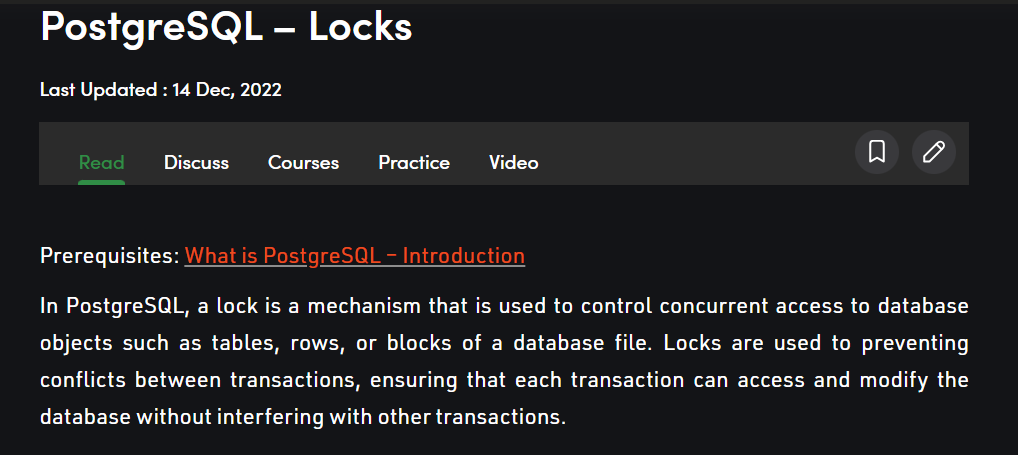 PostgreSQL – Locks
Last Updated : 14 Dec, 2022
Read Discuss Courses Practice Video
Prerequisites: What is PostgreSQL – Introduction
In PostgreSQL, a lock is a mechanism that is used to control concurrent access to database
objects such as tables, rows, or blocks of a database file. Locks are used to preventing
conflicts between transactions, ensuring that each transaction can access and modify the
database without interfering with other transactions.